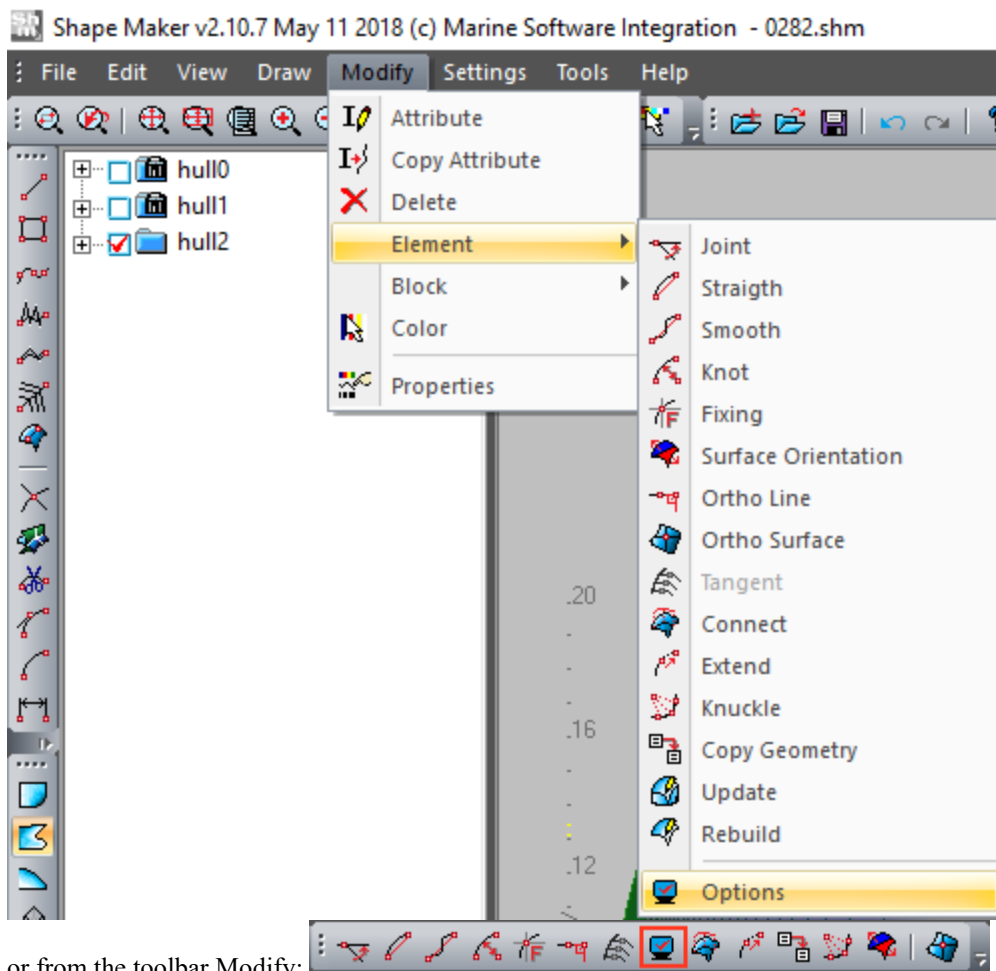 Shape Maker v2.10.7 May 11 2018 (c) Marine Software Integration - 0282.shm
File Edit View Draw Modify Settings Tools Help
hull0
hull1
hull2
Attribute
Copy Attribute
Delete
Element
Block
Color
Properties
Joint
Straigth
Smooth
Knot
Fixing
Surface Orientation
Ortho Line
Ortho Surface
Tangent
Connect
Extend
Knuckle
Copy Geometry
Update
Rebuild
Options
.20
.16
.12
or from the toolbar Modify: